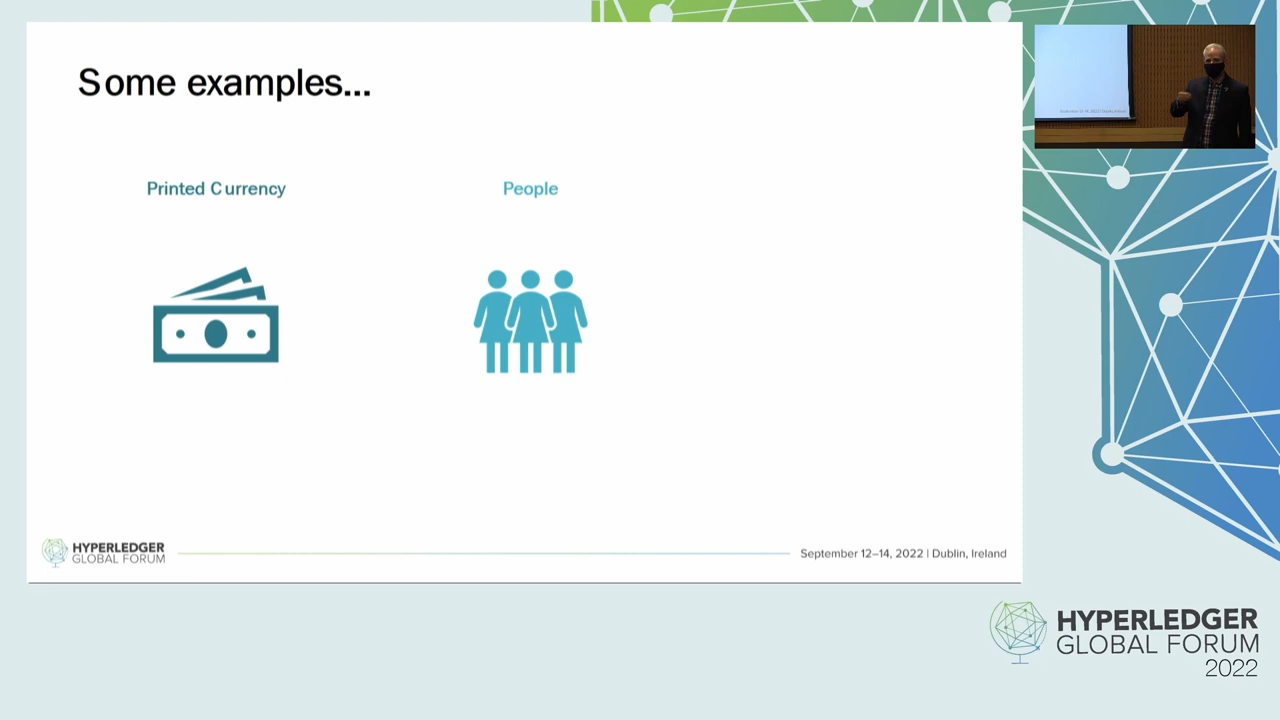 Some examples...
Printed Currency
People
HYPERLEDGER
GLOBAL FORUM
September 12–14, 2022 | Dublin, Ireland
HYPERLEDGER
GLOBAL FORUM
2022